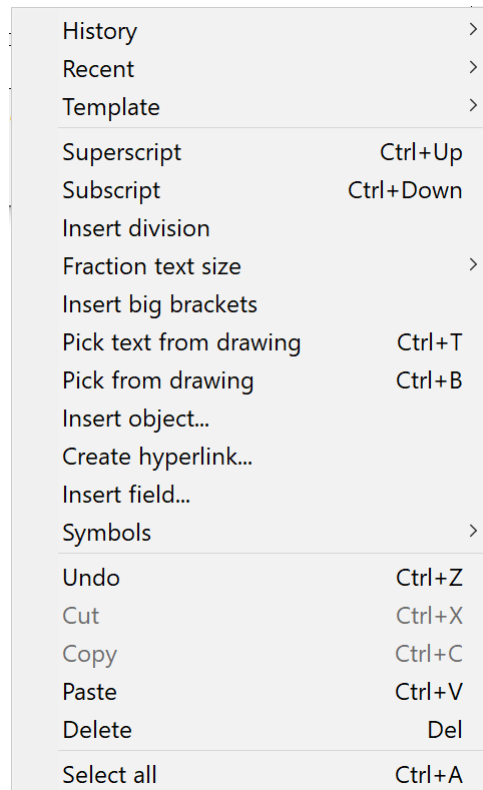 History
Recent
Template
Superscript Ctrl+Up
Subscript Ctrl+Down
Insert division
Fraction text size
Insert big brackets
Pick text from drawing Ctrl+T
Pick from drawing Ctrl+B
Insert object...
Create hyperlink...
Insert field...
Symbols
Undo Ctrl+Z
Cut Ctrl+X
Copy Ctrl+C
Paste Ctrl+V
Delete Del
Select all Ctrl+A